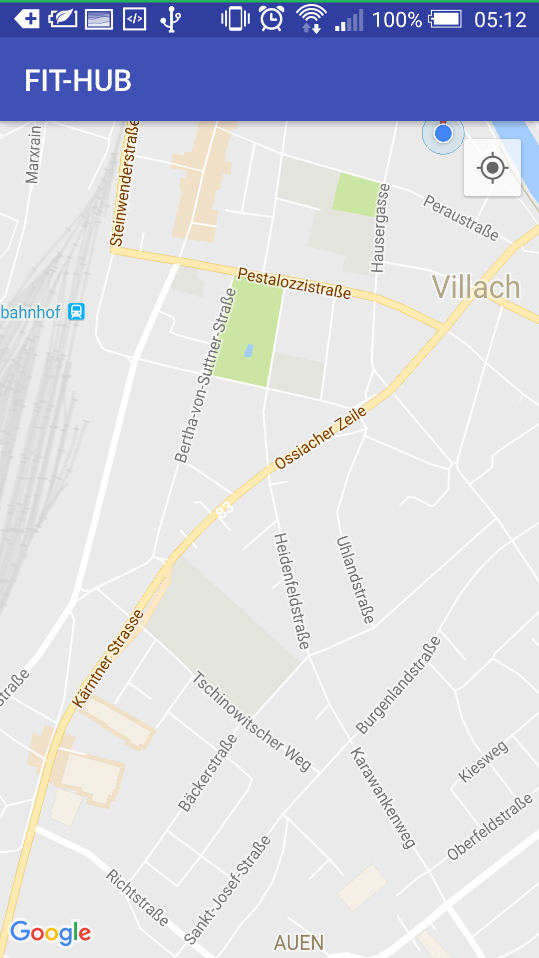 100% 05:12
FIT-HUB
Marxrain
Steinwenderstraße
Hausergasse
Peraustraße
Pestalozzistraße
Villach
bahnhof
Bertha-von-Suttner-Straße
Ossiacher Zeile
83
Heidenfeldstraße
Uhlandstraße
Kärntner Strasse
straße
Tschinowitscher Weg
Burgenlandstraße
Bäckerstraße
Karawankenweg
Kiesweg
Oberfeldstraße
Sankt-Josef-Straße
Richtstraße
Google
AUEN